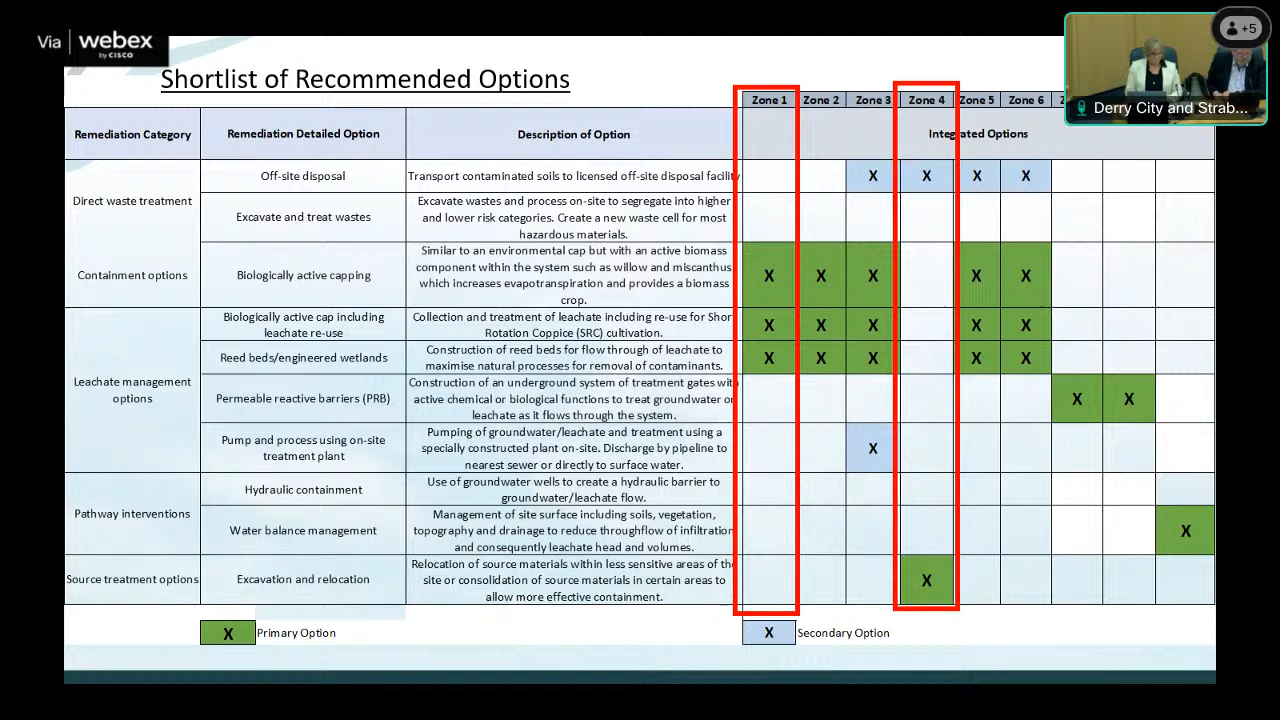 Via webex
by CISCO
+5
Derry City and Strab...
Shortlist of Recommended Options
Zone 1 Zone 2 Zone 3 Zone 4 Zone 5 Zone 6
Remediation Category Remediation Detailed Option Description of Option Integrated Options
Direct waste treatment
Off-site disposal
Transport contaminated soils to licensed off-site disposal facility
X X X X
Excavate and treat wastes
Excavate wastes and process on-site to segregate into higher
and lower risk categories. Create a new waste cell for most
hazardous materials.
Containment options
Biologically active capping
Similar to an environmental cap but with an active biomass
component within the system such as willow and miscanthus
which increases evapotranspiration and provides a biomass
crop.
X X X X X
Leachate management
options
Biologically active cap including
leachate re-use
Collection and treatment of leachate including re-use for Short
Rotation Coppice (SRC) cultivation.
X X X X X
Reed beds/engineered wetlands
Construction of reed beds for flow through of leachate to
maximise natural processes for removal of contaminants.
X X X X X
Permeable reactive barriers (PRB)
Construction of an underground system of treatment gates with
active chemical or biological functions to treat groundwater or
leachate as it flows through the system.
X X
Pump and process using on-site
treatment plant
Pumping of groundwater/leachate and treatment using a
specially constructed plant on-site. Discharge by pipeline to
nearest sewer or directly to surface water.
X
Pathway interventions
Hydraulic containment
Use of groundwater wells to create a hydraulic barrier to
groundwater/leachate flow.
Water balance management
Management of site surface including soils, vegetation,
topography and drainage to reduce throughflow of infiltration
and consequently leachate head and volumes.
X
Source treatment options
Excavation and relocation
Relocation of source materials within less sensitive areas of the
site or consolidation of source materials in certain areas to
allow more effective containment.
X
X Primary Option
X Secondary Option